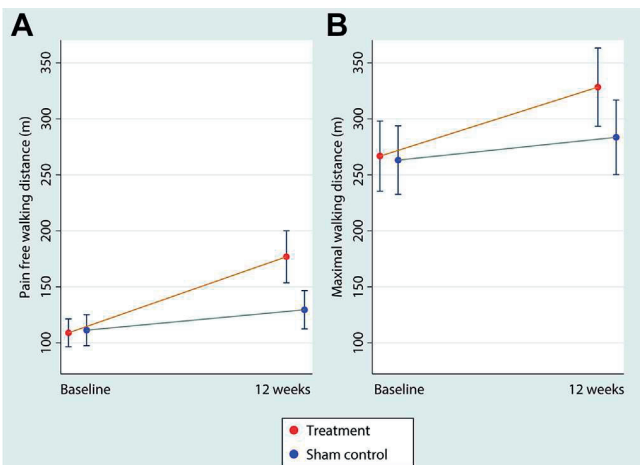 A
Pain free walking distance (m)
350
300
250
200
150
100
Baseline
12 weeks
B
Maximal walking distance (m)
350
300
250
200
150
100
Baseline
12 weeks
Treatment
Sham control